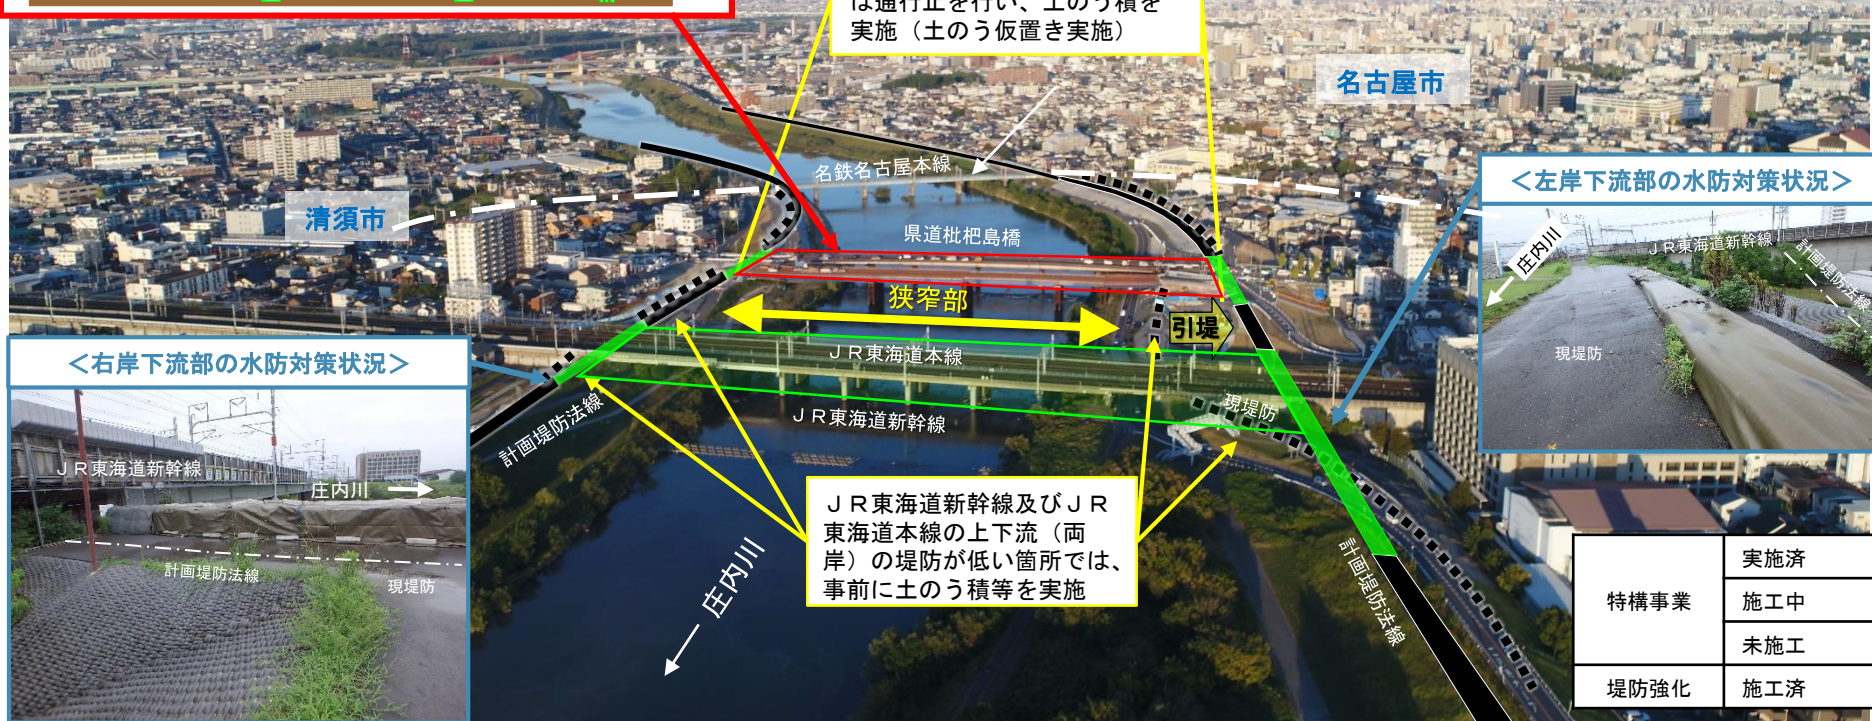 は通行止を行い、土のう積を
実施（土のう仮置き実施）
名古屋市
清須市
名鉄名古屋本線
県道枇杷島橋
狭窄部
引堤
ＪＲ東海道本線
ＪＲ東海道新幹線
現堤防
計画堤防法線
計画堤防法線
庄内川
ＪＲ東海道新幹線及びＪＲ
東海道本線の上下流（両
岸）の堤防が低い箇所では、
事前に土のう積等を実施
＜左岸下流部の水防対策状況＞
庄内川
ＪＲ東海道新幹線
計画堤防法線
現堤防
＜右岸下流部の水防対策状況＞
ＪＲ東海道新幹線
庄内川
計画堤防法線
現堤防
特構事業
実施済
施工中
未施工
堤防強化
施工済